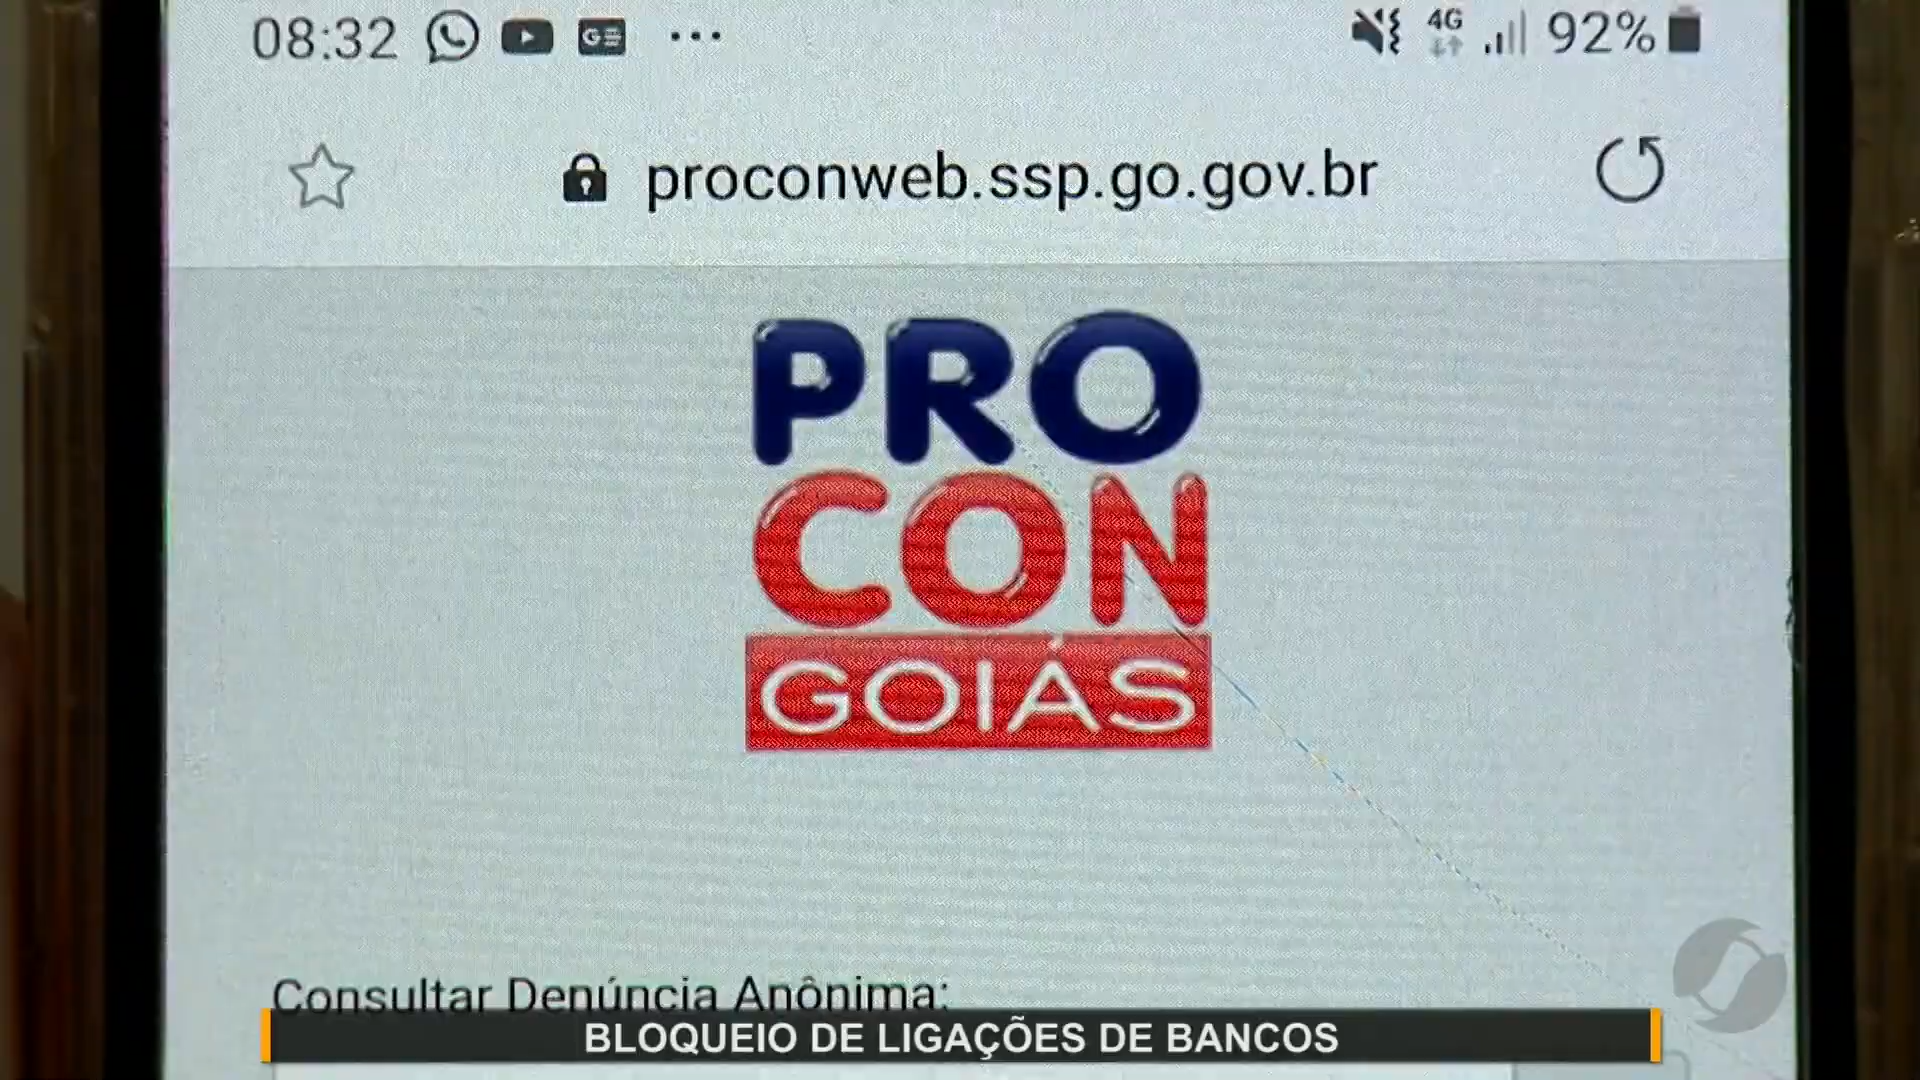 08:32
4G
92%
proconweb.ssp.go.gov.br
PRO
CON
GOIÁS
Consultar Denúncia Anônima:
BLOQUEIO DE LIGAÇÕES DE BANCOS